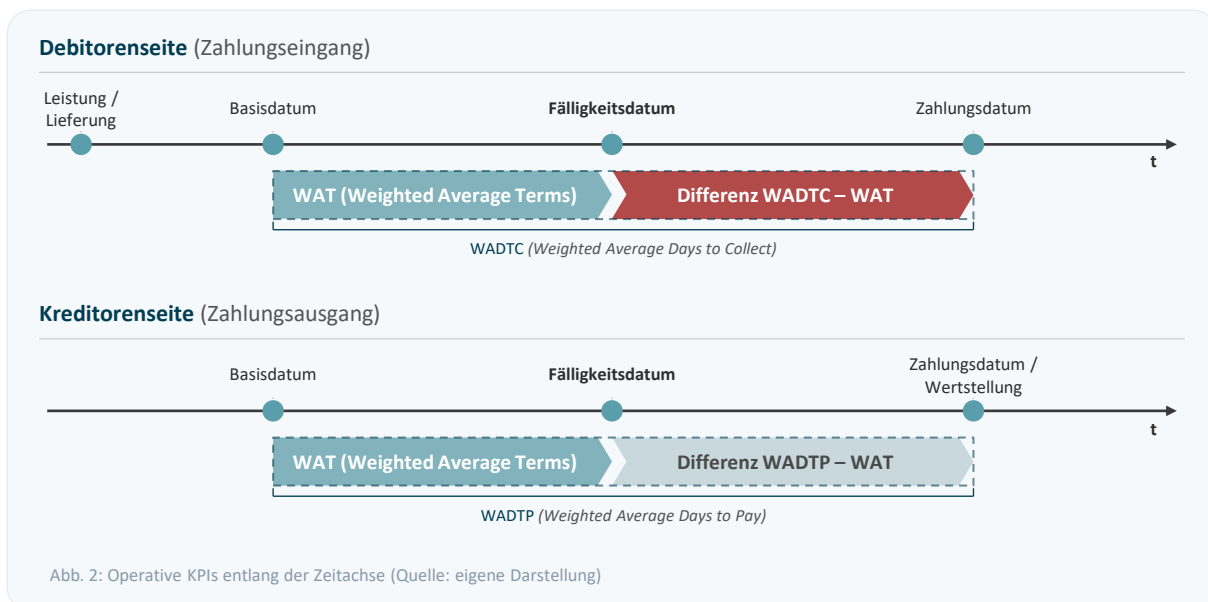 Debitorenseite (Zahlungseingang)
Leistung /
Lieferung
Basisdatum
Fälligkeitsdatum
Zahlungsdatum
t
WAT (Weighted Average Terms)
Differenz WADTC – WAT
WADTC (Weighted Average Days to Collect)
Kreditorenseite (Zahlungsausgang)
Basisdatum
Fälligkeitsdatum
Zahlungsdatum /
Wertstellung
t
WAT (Weighted Average Terms)
Differenz WADTP – WAT
WADTP (Weighted Average Days to Pay)
Abb. 2: Operative KPIs entlang der Zeitachse (Quelle: eigene Darstellung)